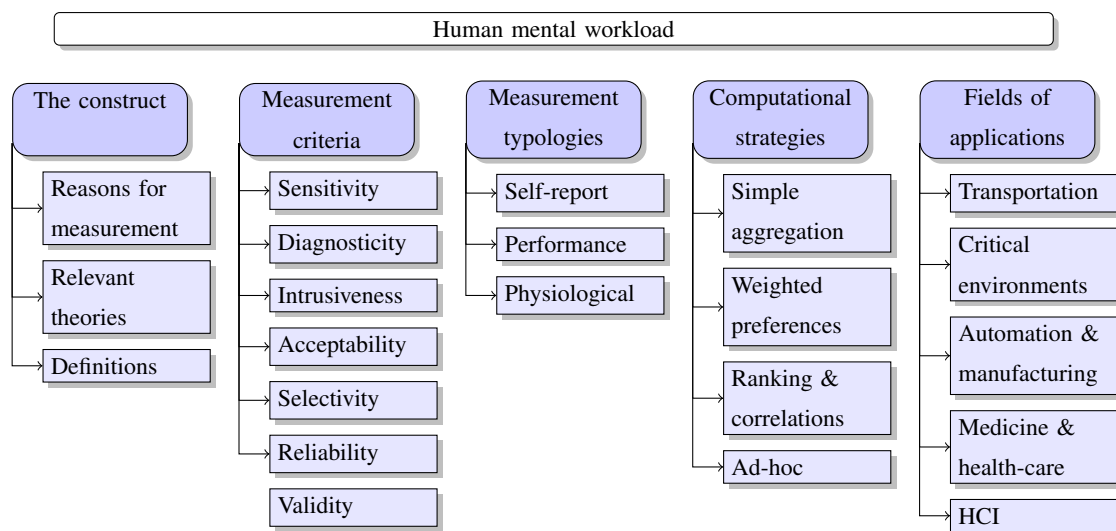 Human mental workload
The construct
Reasons for
measurement
Relevant
theories
Definitions
Measurement
criteria
Sensitivity
Diagnosticity
Intrusiveness
Acceptability
Selectivity
Reliability
Validity
Measurement
typologies
Self-report
Performance
Physiological
Computational
strategies
Simple
aggregation
Weighted
preferences
Ranking &
correlations
Ad-hoc
Fields of
applications
Transportation
Critical
environments
Automation &
manufacturing
Medicine &
health-care
HCI